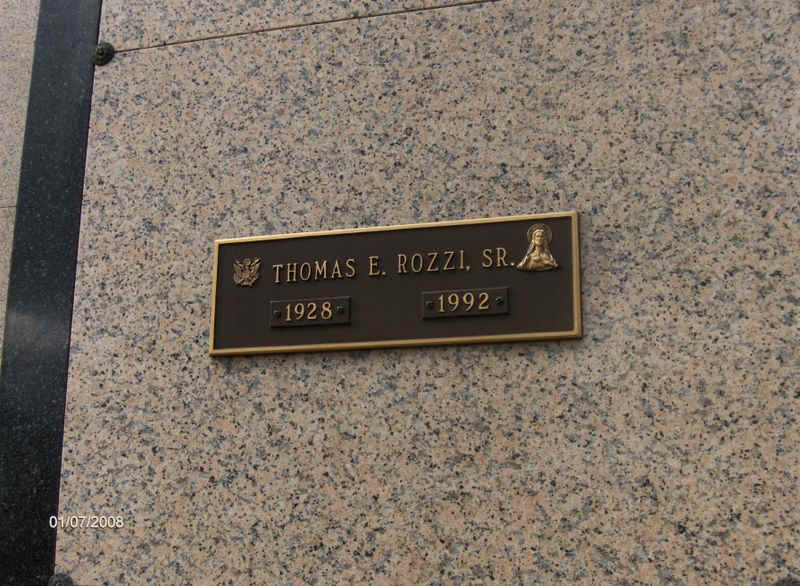 THOMAS E. ROZZI, SR.
1928 1992
01/07/2008